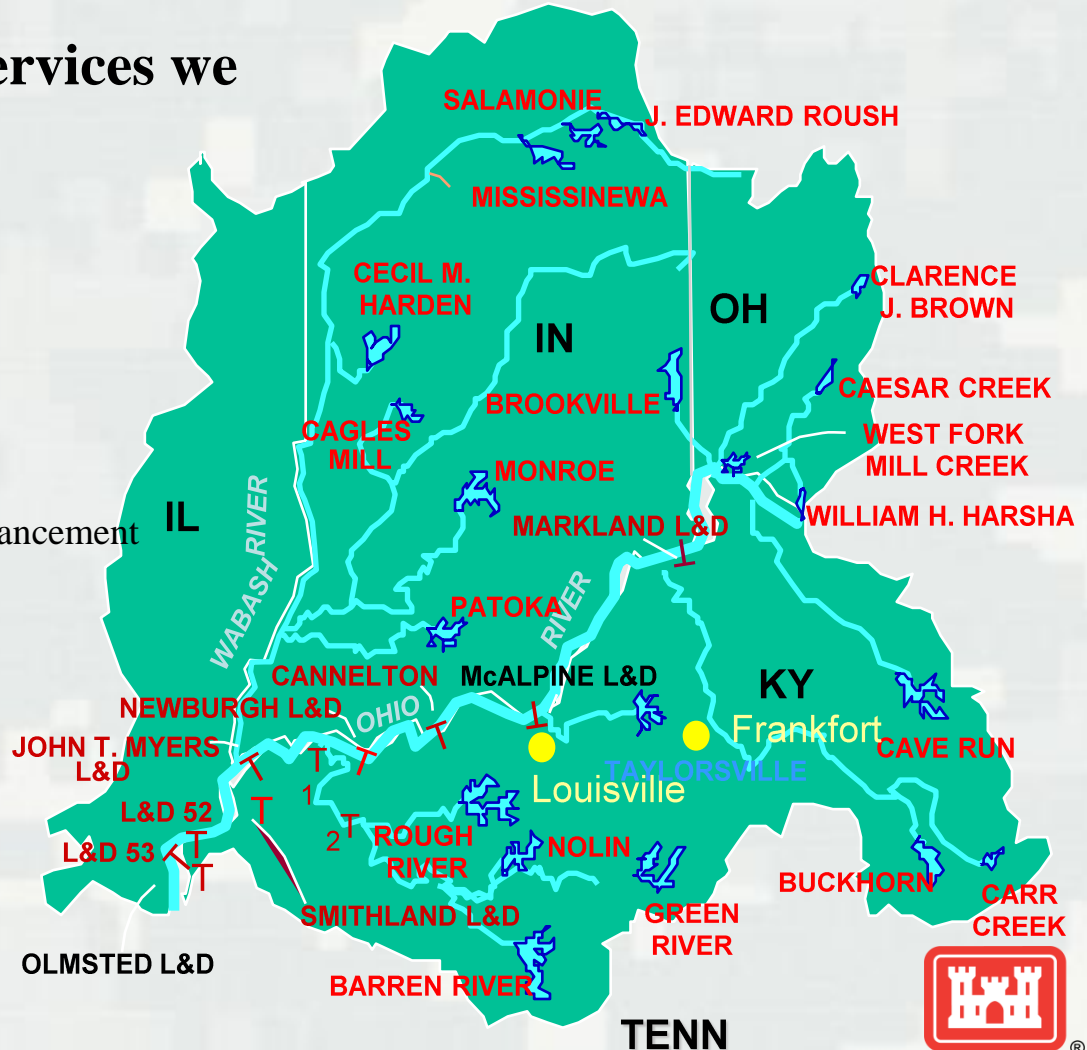 ervices we
SALAMONIE
J. EDWARD ROUSH
MISSISSINEWA
CECIL M.
HARDEN
CLARENCE
J. BROWN
OH
IN
CAESAR CREEK
BROOKVILLE
CAGLES
MILL
WEST FORK
MILL CREEK
MONROE
WILLIAM H. HARSHA
IL
ancement
MARKLAND L&D
WABASH RIVER
PATOKA
RIVER
CANNELTON
McALPINE L&D
KY
NEWBURGH L&D
OHIO
Frankfort
JOHN T. MYERS
L&D
CAVE RUN
TAYLORSVILLE
Louisville
1
L&D 52
2
ROUGH
RIVER
NOLIN
L&D 53
BUCKHORN
CARR
CREEK
SMITHLAND L&D
GREEN
RIVER
OLMSTED L&D
BARREN RIVER
TENN
®